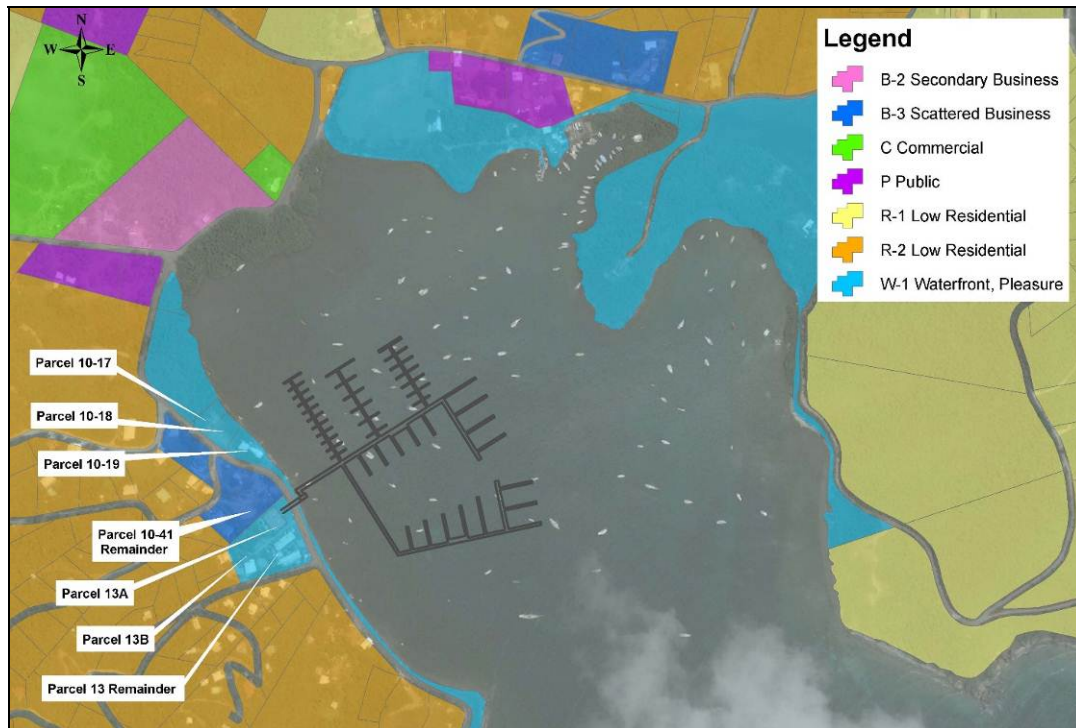 N
W E
S
Legend
B-2 Secondary Business
B-3 Scattered Business
C Commercial
P Public
R-1 Low Residential
R-2 Low Residential
W-1 Waterfront, Pleasure
Parcel 10-17
Parcel 10-18
Parcel 10-19
Parcel 10-41
Remainder
Parcel 13A
Parcel 13B
Parcel 13 Remainder